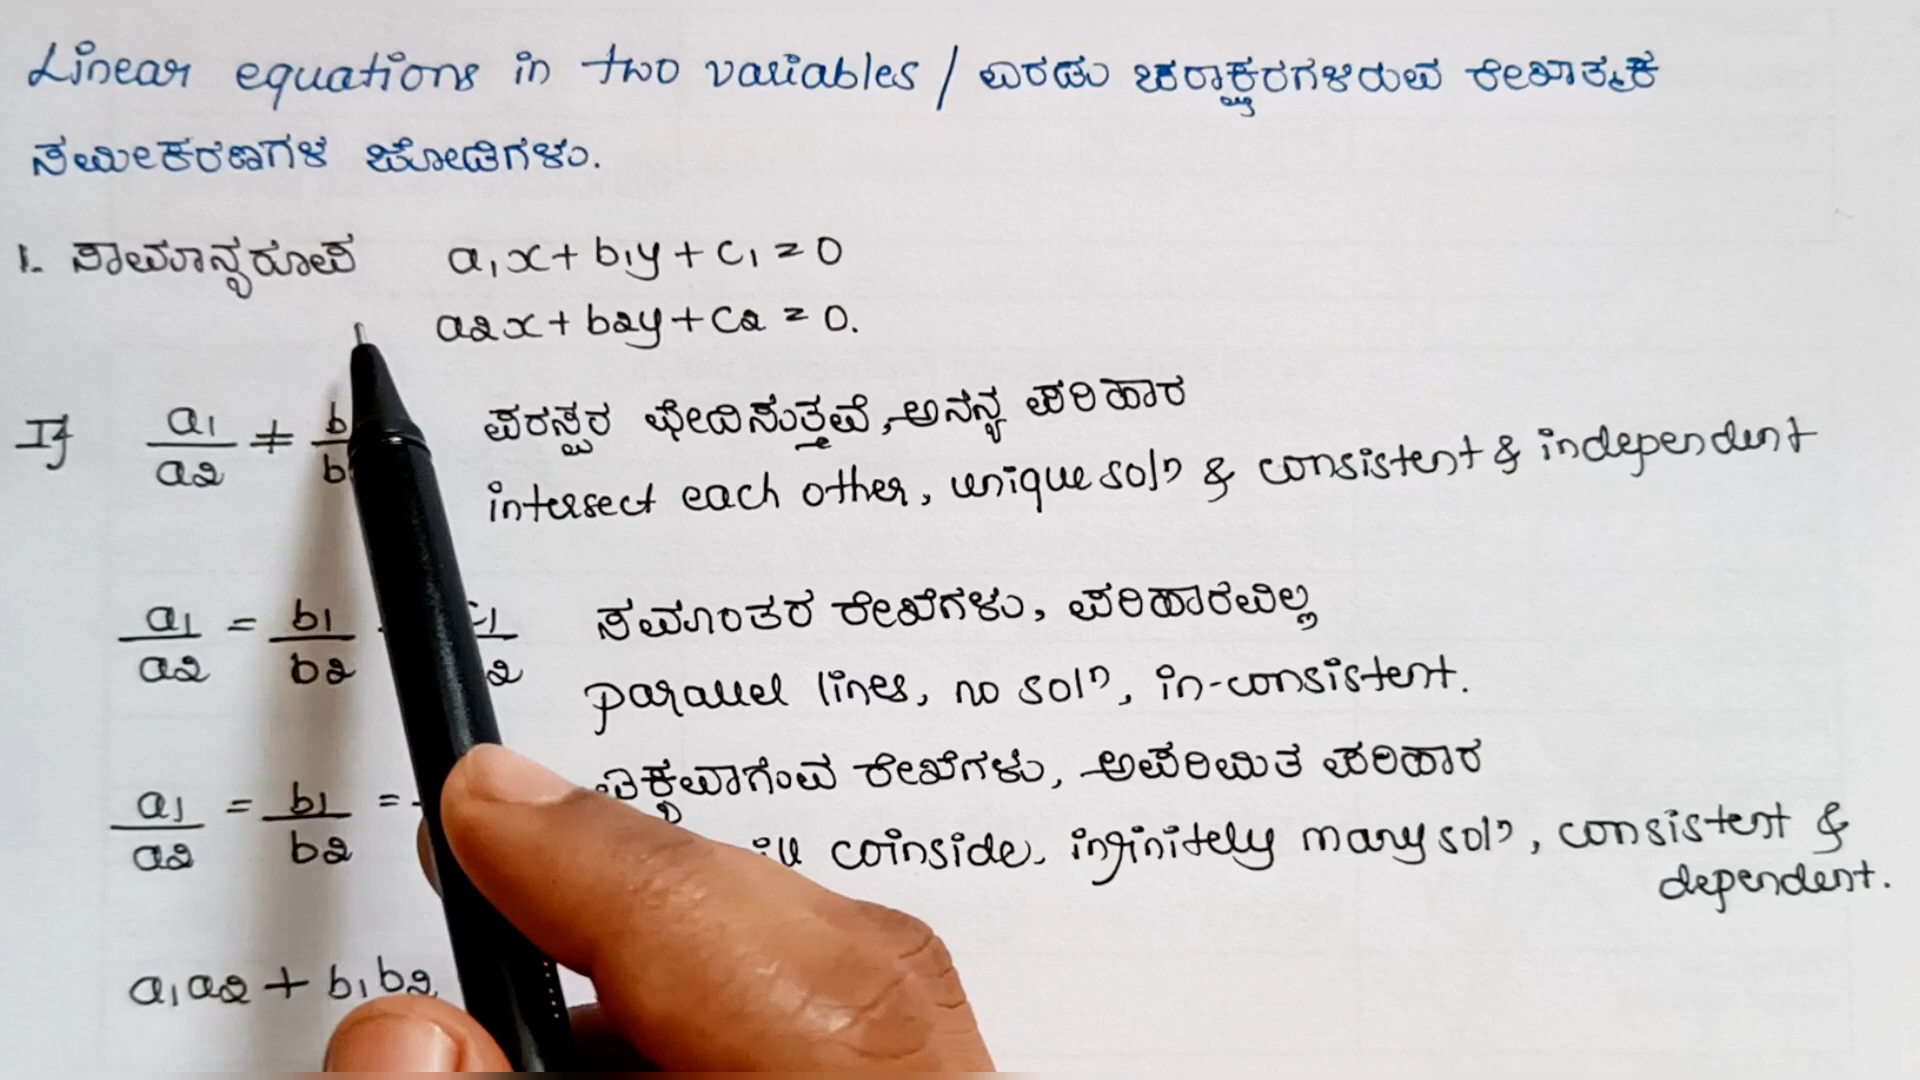 Linear equations in two variables / ಎರಡು ಚರಾಕ್ಷರಗಳಿರುವ ರೇಖಾತ್ಮಕ
ಸಮೀಕರಣಗಳ ಜೋಡಿಗಳು.
1. ಸಾಮಾನ್ಯರೂಪ a1x + b1y + c1 = 0
a2x + b2y + c2 = 0.
If a1/a2 ≠ b ಪರಸ್ಪರ ಛೇದಿಸುತ್ತವೆ, ಅನನ್ಯ ಪರಿಹಾರ
intersect each other, unique solⁿ & consistent & independent
a1/a2 = b1/b2 ಸಮಾಂತರ ರೇಖೆಗಳು, ಪರಿಹಾರವಿಲ್ಲ
parallel lines, no solⁿ, in-consistent.
a1/a2 = b1/b2 = ಐಕ್ಯವಾಗುವ ರೇಖೆಗಳು, ಅಪರಿಮಿತ ಪರಿಹಾರ
coinside. infinitely many solⁿ, consistent &
dependent.
a1a2 + b1b2